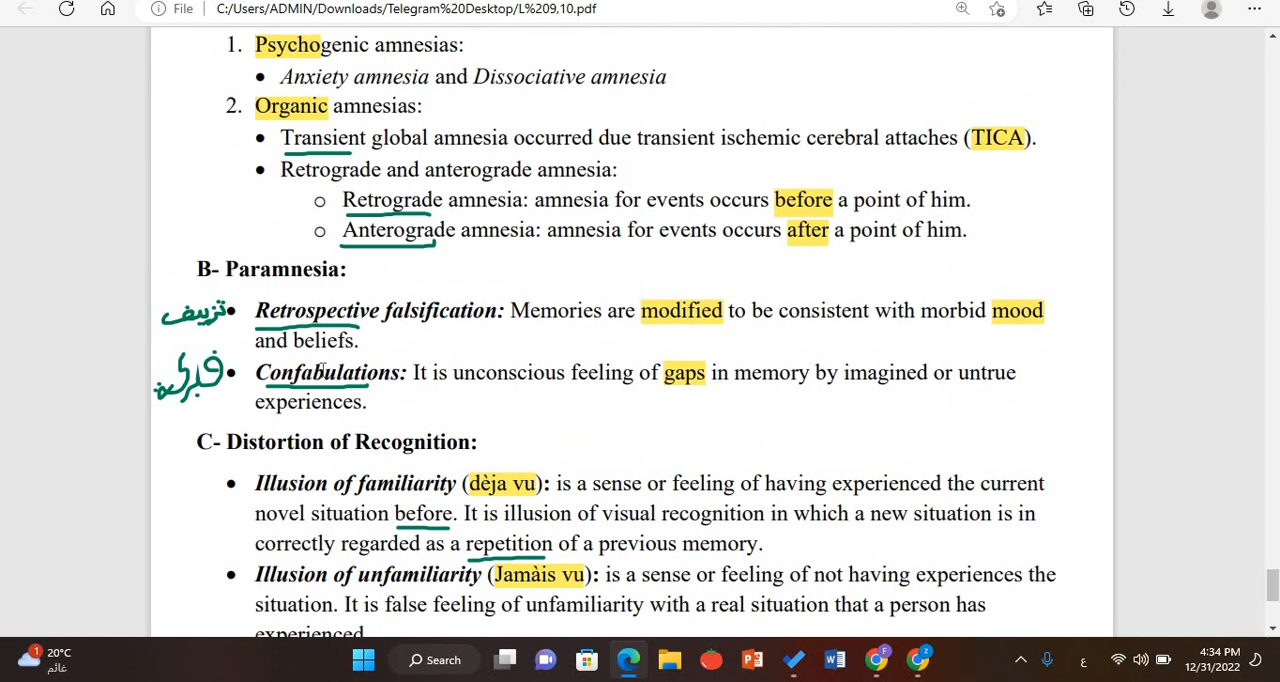 File
C:/Users/ADMIN/Downloads/Telegram%20Desktop/L%209,10.pdf
1. Psychogenic amnesias:
• Anxiety amnesia and Dissociative amnesia
2. Organic amnesias:
• Transient global amnesia occurred due transient ischemic cerebral attaches (TICA).
• Retrograde and anterograde amnesia:
o Retrograde amnesia: amnesia for events occurs before a point of him.
o Anterograde amnesia: amnesia for events occurs after a point of him.
B- Paramnesia:
تزييف
• Retrospective falsification: Memories are modified to be consistent with morbid mood
and beliefs.
فبركة
• Confabulations: It is unconscious feeling of gaps in memory by imagined or untrue
experiences.
C- Distortion of Recognition:
• Illusion of familiarity (dèja vu): is a sense or feeling of having experienced the current
novel situation before. It is illusion of visual recognition in which a new situation is in
correctly regarded as a repetition of a previous memory.
• Illusion of unfamiliarity (Jamàis vu): is a sense or feeling of not having experiences the
situation. It is false feeling of unfamiliarity with a real situation that a person has
experienced
1
20°C
غائم
Search
F
Z
ع
4:34 PM
12/31/2022